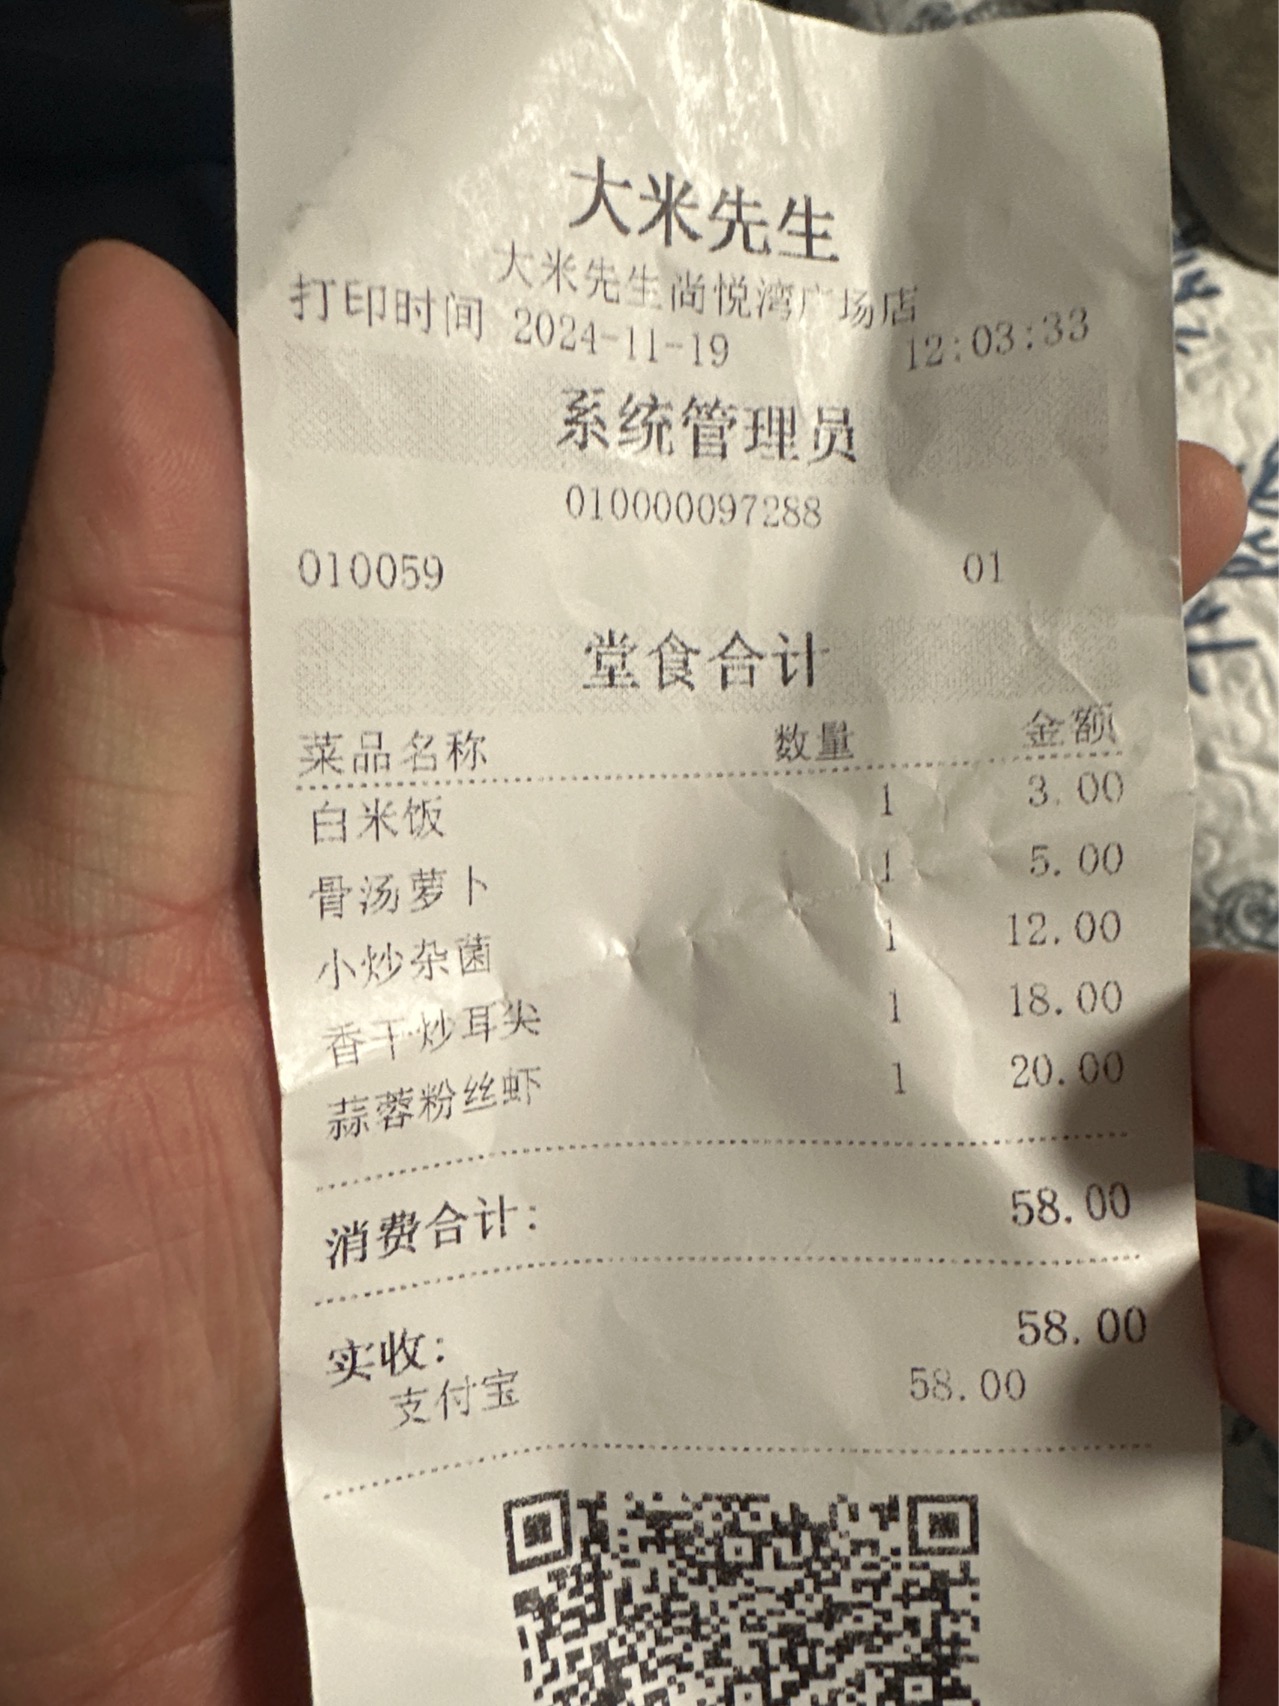 大米先生
大米先生尚悦湾广场店
打印时间 2024-11-19 12:03:33
系统管理员
010000097288
010059 01
堂食合计
菜品名称 数量 金额
白米饭 1 3.00
骨汤萝卜 1 5.00
小炒杂菌 1 12.00
香干炒耳尖 1 18.00
蒜蓉粉丝虾 1 20.00
消费合计: 58.00
实收: 58.00
支付宝 58.00